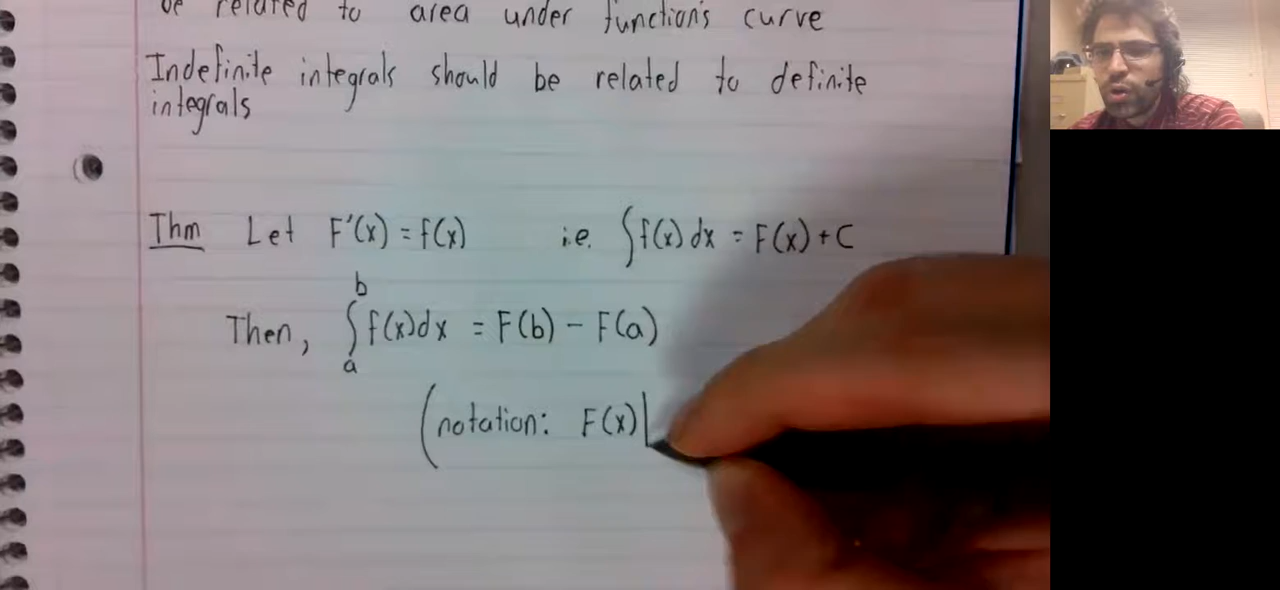 be related to area under function's curve
Indefinite integrals should be related to definite
integrals
Thm Let F'(x) = f(x) i.e. ∫f(x)dx = F(x) + C
Then, ∫_a^b f(x)dx = F(b) - F(a)
(notation: F(x)|